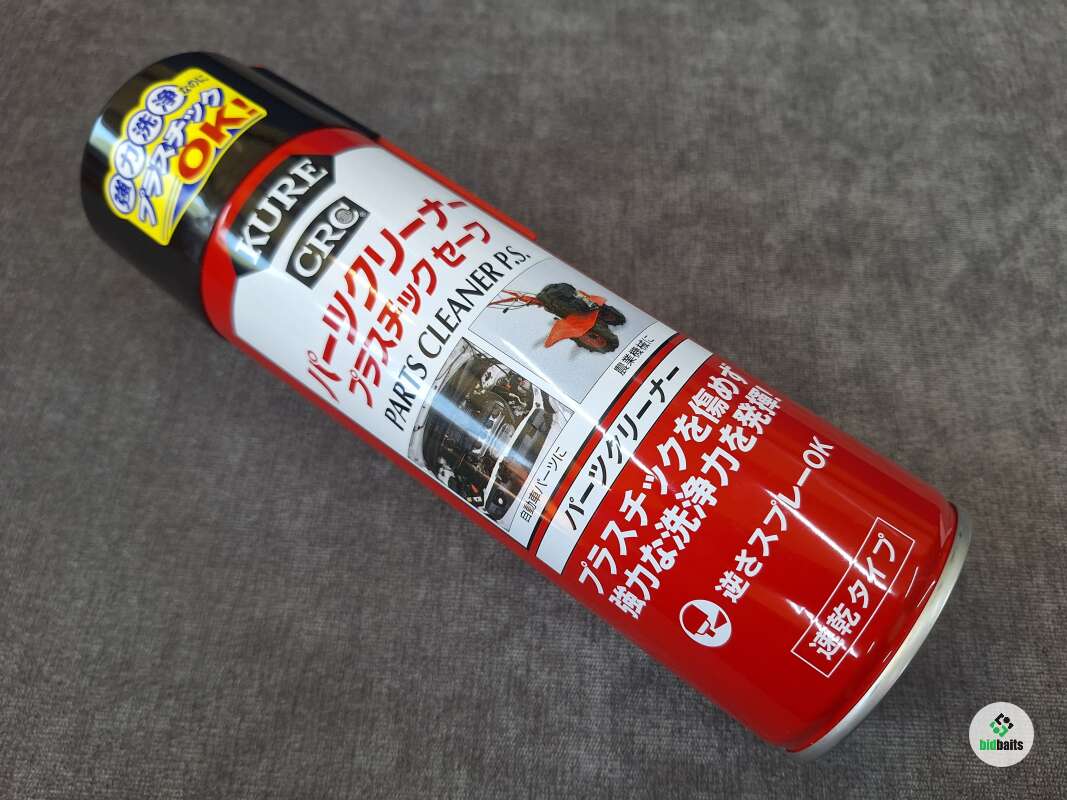 強力洗浄なのに
プラスチック
OK!
KURE
CRC
パーツクリーナー
プラスチックセーフ
PARTS CLEANER P.S.
農業機械に
自動車パーツに
パーツクリーナー
プラスチックを傷めず
強力な洗浄力を発揮!
逆さスプレーOK
速乾タイプ
bidbaits